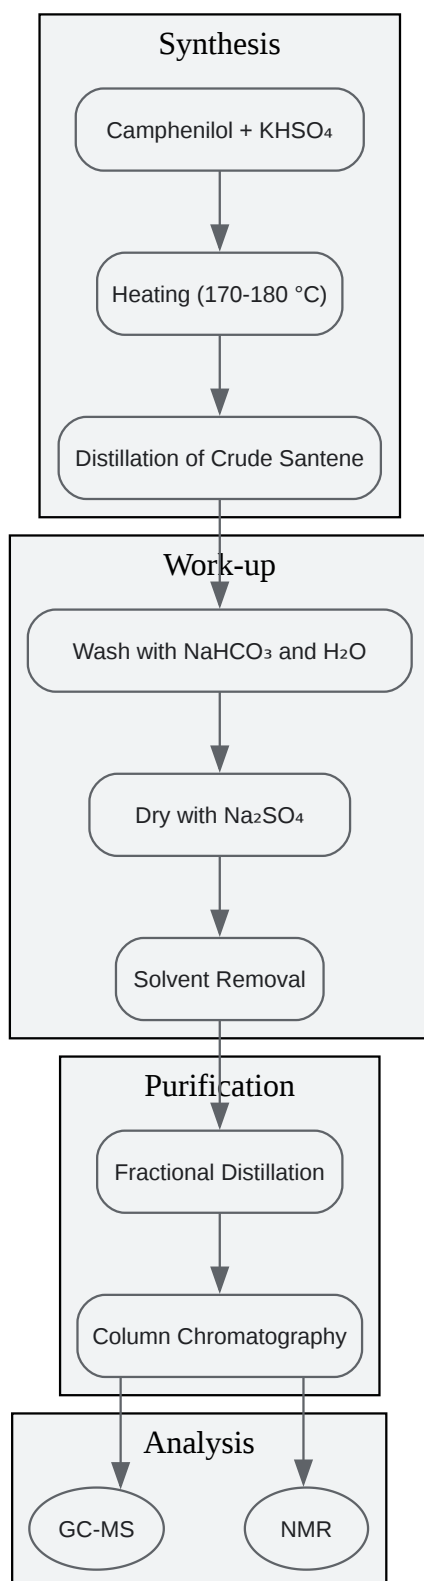 Synthesis
Camphenilol + KHSO₄
Heating (170-180 °C)
Distillation of Crude Santene
Work-up
Wash with NaHCO₃ and H₂O
Dry with Na₂SO₄
Solvent Removal
Purification
Fractional Distillation
Column Chromatography
Analysis
GC-MS
NMR